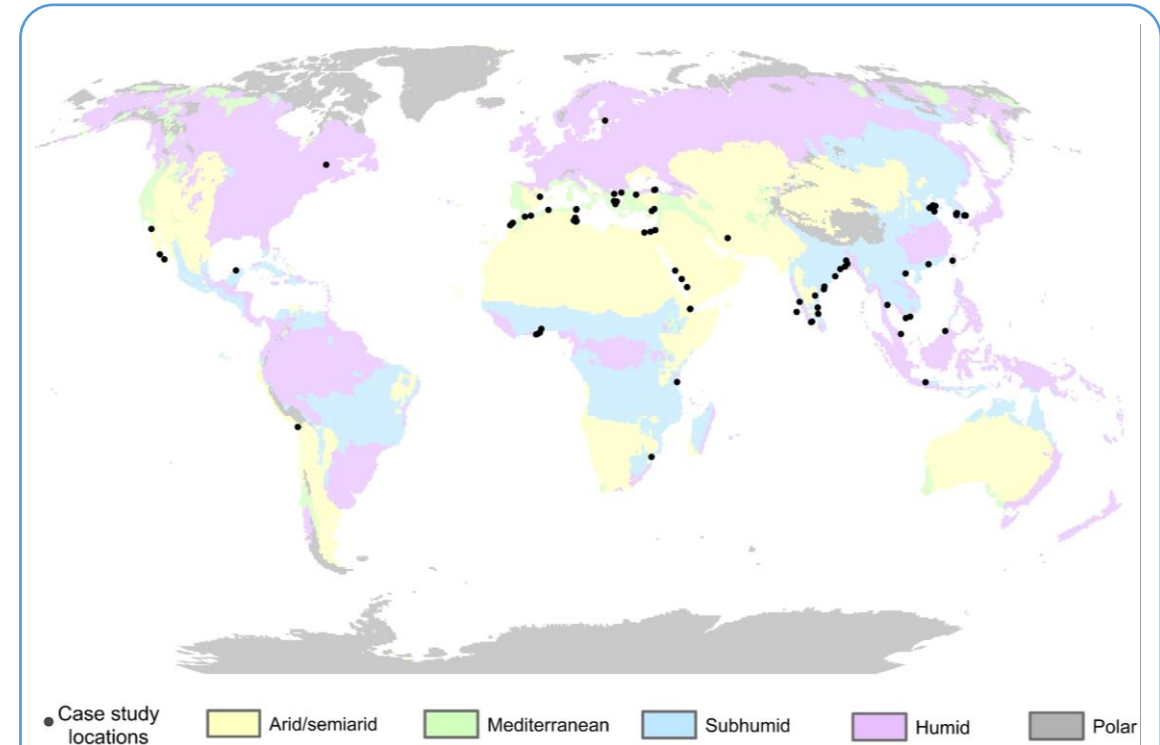 Case study
locations
Arid/semiarid
Mediterranean
Subhumid
Humid
Polar